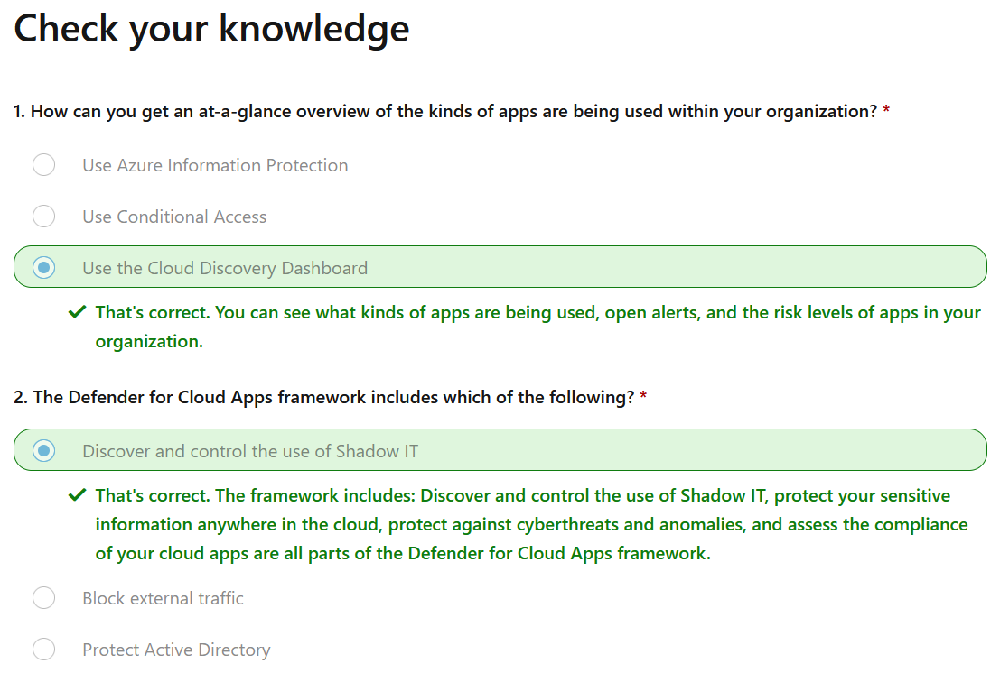 Check your knowledge
1. How can you get an at-a-glance overview of the kinds of apps are being used within your organization? *
Use Azure Information Protection
Use Conditional Access
Use the Cloud Discovery Dashboard
That's correct. You can see what kinds of apps are being used, open alerts, and the risk levels of apps in your
organization.
2. The Defender for Cloud Apps framework includes which of the following? *
Discover and control the use of Shadow IT
That's correct. The framework includes: Discover and control the use of Shadow IT, protect your sensitive
information anywhere in the cloud, protect against cyberthreats and anomalies, and assess the compliance
of your cloud apps are all parts of the Defender for Cloud Apps framework.
Block external traffic
Protect Active Directory